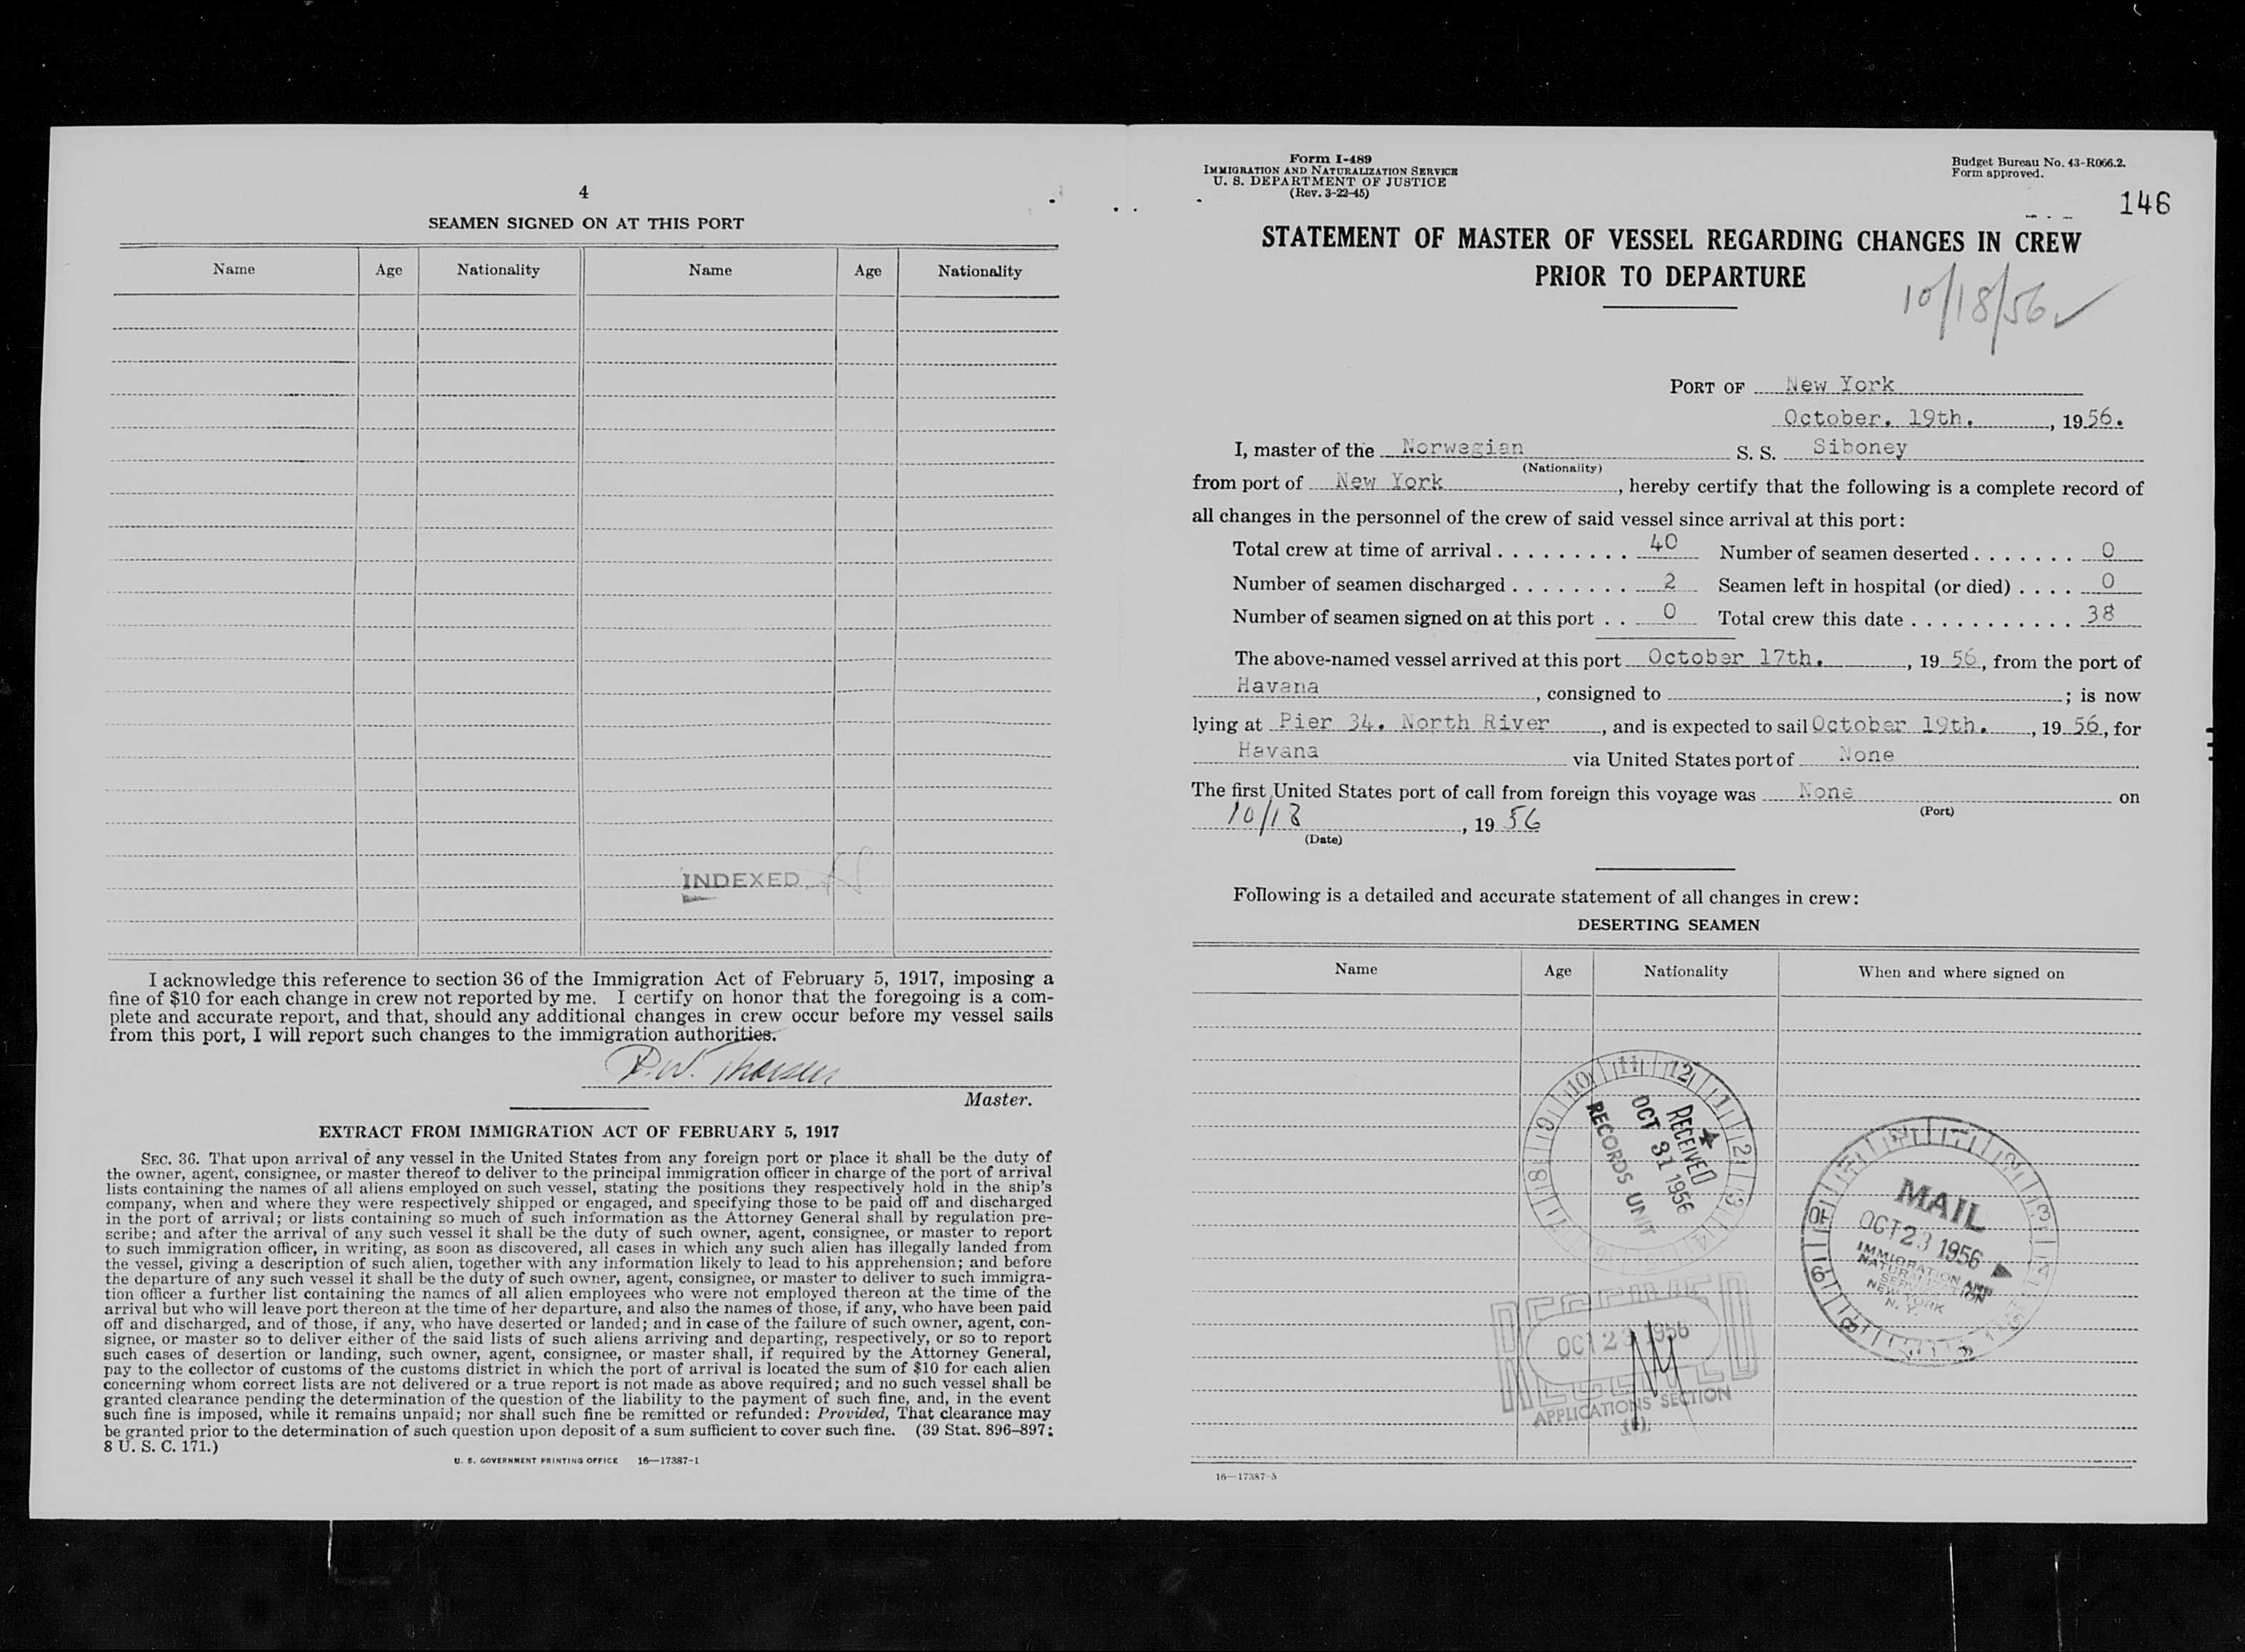 4
SEAMEN SIGNED ON AT THIS PORT
Name Age Nationality Name Age Nationality
INDEXED
I acknowledge this reference to section 36 of the Immigration Act of February 5, 1917, imposing a
fine of $10 for each change in crew not reported by me. I certify on honor that the foregoing is a com-
plete and accurate report, and that, should any additional changes in crew occur before my vessel sails
from this port, I will report such changes to the immigration authorities.
Master.
EXTRACT FROM IMMIGRATION ACT OF FEBRUARY 5, 1917
SEC. 36. That upon arrival of any vessel in the United States from any foreign port or place it shall be the duty of
the owner, agent, consignee, or master thereof to deliver to the principal immigration officer in charge of the port of arrival
lists containing the names of all aliens employed on such vessel, stating the positions they respectively hold in the ship's
company, when and where they were respectively shipped or engaged, and specifying those to be paid off and discharged
in the port of arrival; or lists containing so much of such information as the Attorney General shall by regulation pre-
scribe; and after the arrival of any such vessel it shall be the duty of such owner, agent, consignee, or master to report
to such immigration officer, in writing, as soon as discovered, all cases in which any such alien has illegally landed from
the vessel, giving a description of such alien, together with any information likely to lead to his apprehension; and before
the departure of any such vessel it shall be the duty of such owner, agent, consignee, or master to deliver to such immigra-
tion officer a further list containing the names of all alien employees who were not employed thereon at the time of the
arrival but who will leave port thereon at the time of her departure, and also the names of those, if any, who have been paid
off and discharged, and of those, if any, who have deserted or landed; and in case of the failure of such owner, agent, con-
signee, or master so to deliver either of the said lists of such aliens arriving and departing, respectively, or so to report
such cases of desertion or landing, such owner, agent, consignee, or master shall, if required by the Attorney General,
pay to the collector of customs of the customs district in which the port of arrival is located the sum of $10 for each alien
concerning whom correct lists are not delivered or a true report is not made as above required; and no such vessel shall be
granted clearance pending the determination of the question of the liability to the payment of such fine, and, in the event
such fine is imposed, while it remains unpaid; nor shall such fine be remitted or refunded: Provided, That clearance may
be granted prior to the determination of such question upon deposit of a sum sufficient to cover such fine. (39 Stat. 896–897;
8 U. S. C. 171.)
U. S. GOVERNMENT PRINTING OFFICE 16—17387-1
Form I-489
IMMIGRATION AND NATURALIZATION SERVICE
U. S. DEPARTMENT OF JUSTICE
(Rev. 3-22-45)
Budget Bureau No. 43-R066.2.
Form approved.
146
STATEMENT OF MASTER OF VESSEL REGARDING CHANGES IN CREW
PRIOR TO DEPARTURE
10/18/56 ✓
PORT OF New York
October. 19th. , 1956.
I, master of the Norwegian S. S. Siboney
(Nationality)
from port of New York , hereby certify that the following is a complete record of
all changes in the personnel of the crew of said vessel since arrival at this port:
Total crew at time of arrival . . . . . . . . . 40 Number of seamen deserted . . . . . . . 0
Number of seamen discharged . . . . . . . . 2 Seamen left in hospital (or died) . . . . 0
Number of seamen signed on at this port . . 0 Total crew this date . . . . . . . . . . . . 38
The above-named vessel arrived at this port October 17th. , 19 56, from the port of
Havana , consigned to ; is now
lying at Pier 34. North River , and is expected to sail October 19th. , 19 56, for
Havana via United States port of None
The first United States port of call from foreign this voyage was None on
(Port)
10/18 , 19 56
(Date)
Following is a detailed and accurate statement of all changes in crew:
DESERTING SEAMEN
Name Age Nationality When and where signed on
RECEIVED
OCT 31 1956
RECORDS UNIT
MAIL
OCT 23 1956
IMMIGRATION AND
NATURALIZATION
SERVICE
NEW YORK
N. Y.
RECEIVED
OCT 23 1956
APPLICATIONS SECTION
16—17387-5